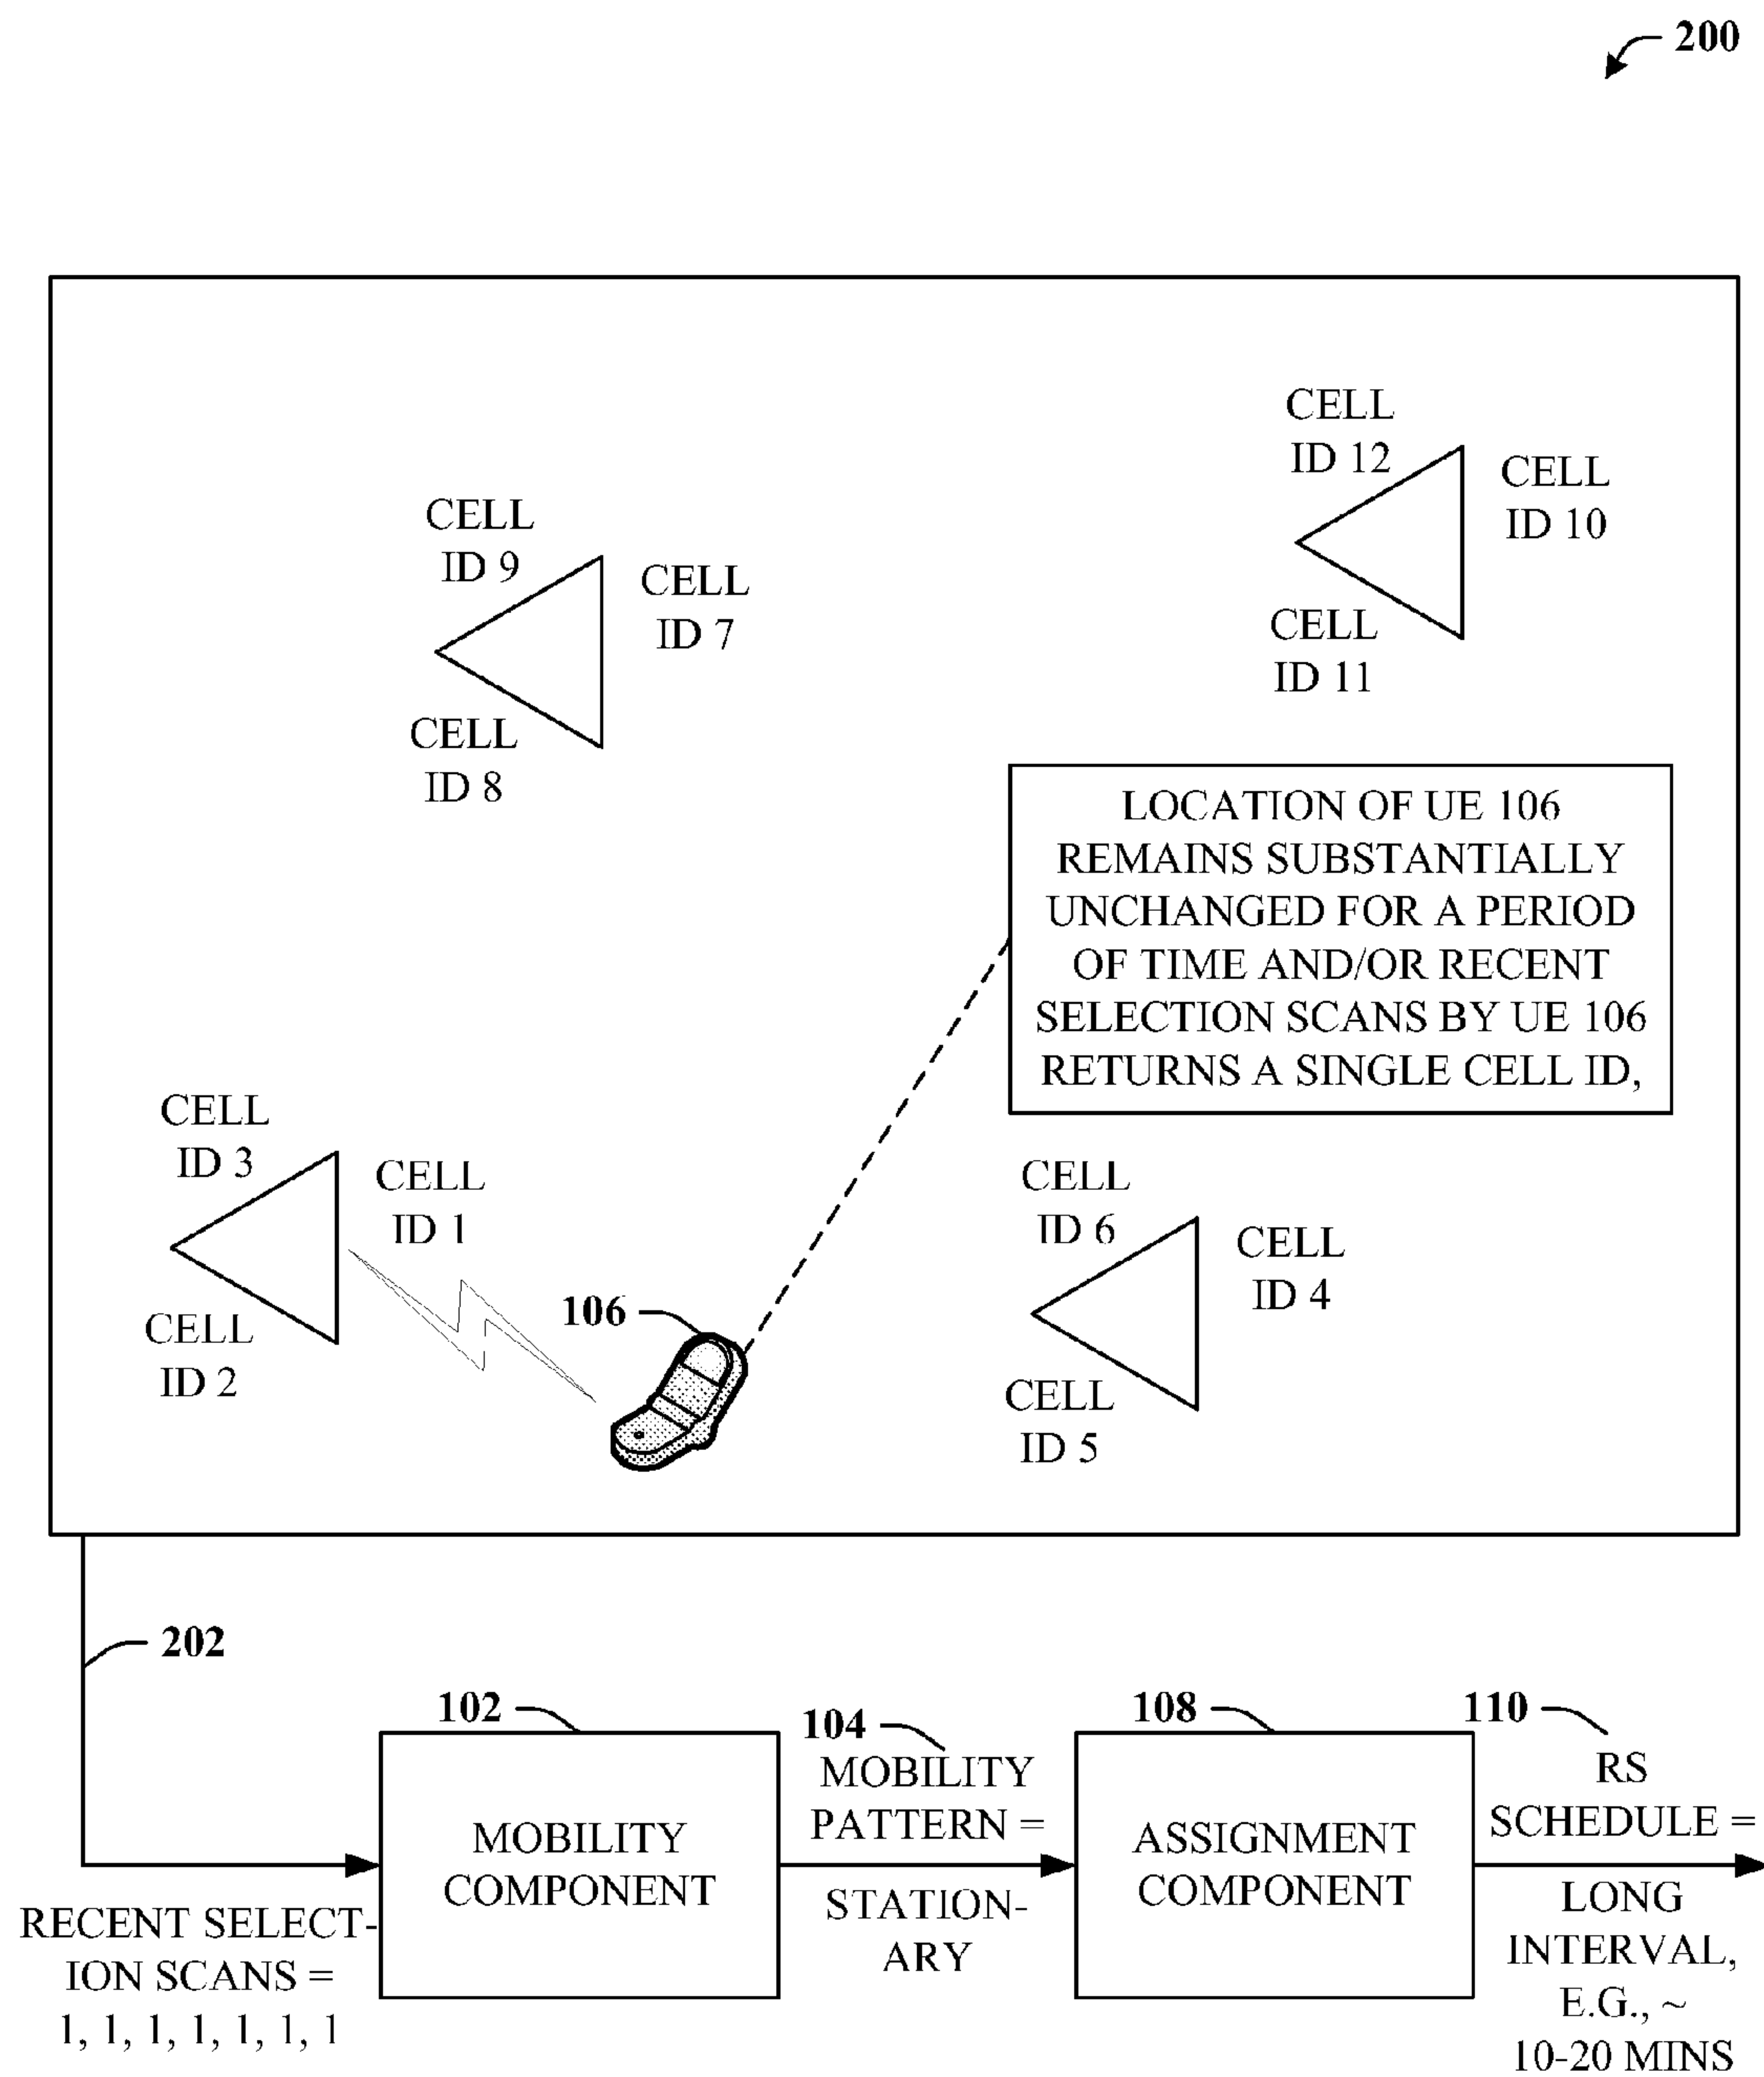 200
CELL
ID 12
CELL
ID 10
CELL
ID 11
CELL
ID 9
CELL
ID 7
CELL
ID 8
LOCATION OF UE 106
REMAINS SUBSTANTIALLY
UNCHANGED FOR A PERIOD
OF TIME AND/OR RECENT
SELECTION SCANS BY UE 106
RETURNS A SINGLE CELL ID,
CELL
ID 3
CELL
ID 1
CELL
ID 2
CELL
ID 6
CELL
ID 4
CELL
ID 5
106
202
102
104
108
110
MOBILITY
COMPONENT
MOBILITY
PATTERN =
STATION-
ARY
ASSIGNMENT
COMPONENT
RS
SCHEDULE =
LONG
INTERVAL,
E.G., ~
10-20 MINS
RECENT SELECT-
ION SCANS =
1, 1, 1, 1, 1, 1, 1